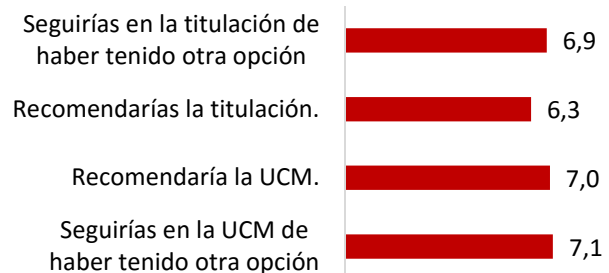 Seguirías en la titulación de
haber tenido otra opción
6,9
Recomendarías la titulación.
6,3
Recomendaría la UCM.
7,0
Seguirías en la UCM de
haber tenido otra opción
7,1